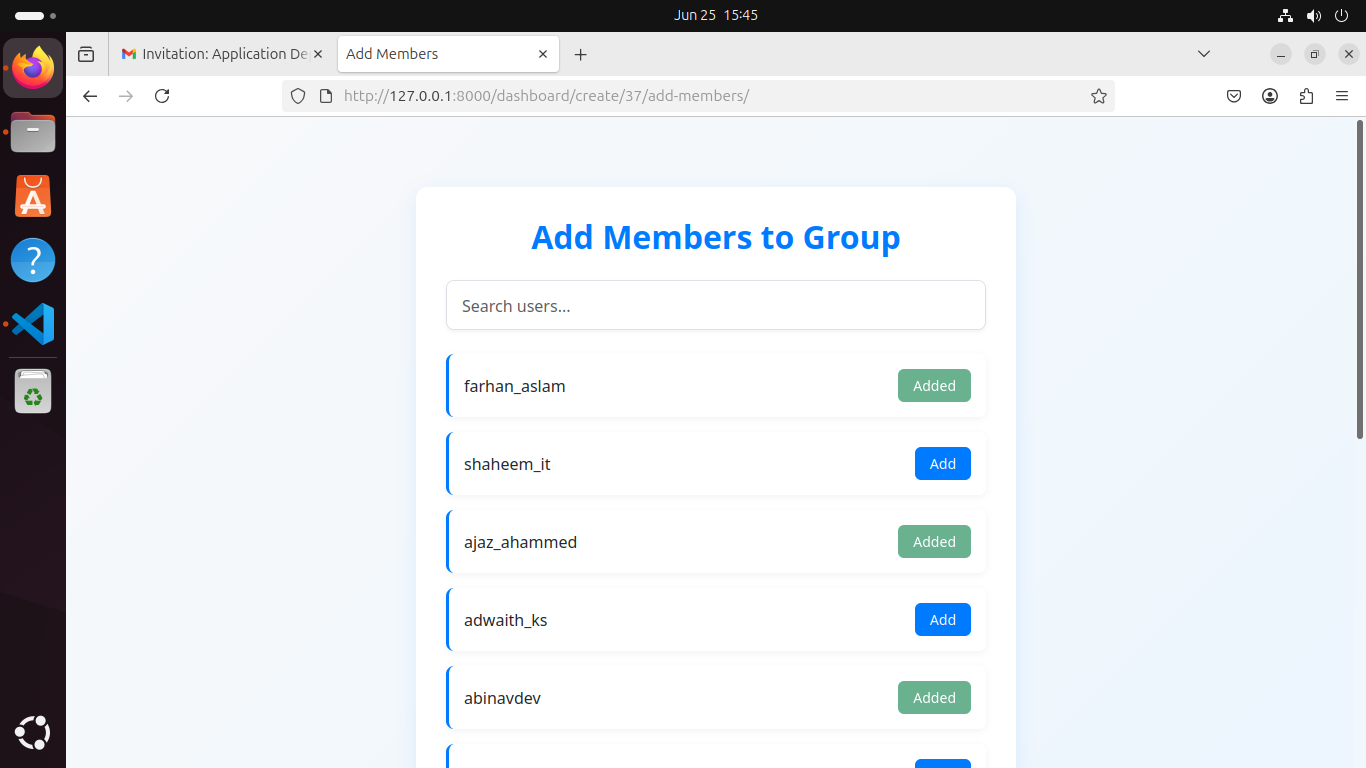 Jun 25 15:45
Invitation: Application De
Add Members
http://127.0.0.1:8000/dashboard/create/37/add-members/
Add Members to Group
Search users...
farhan_aslam
Added
shaheem_it
Add
ajaz_ahammed
Added
adwaith_ks
Add
abinavdev
Added